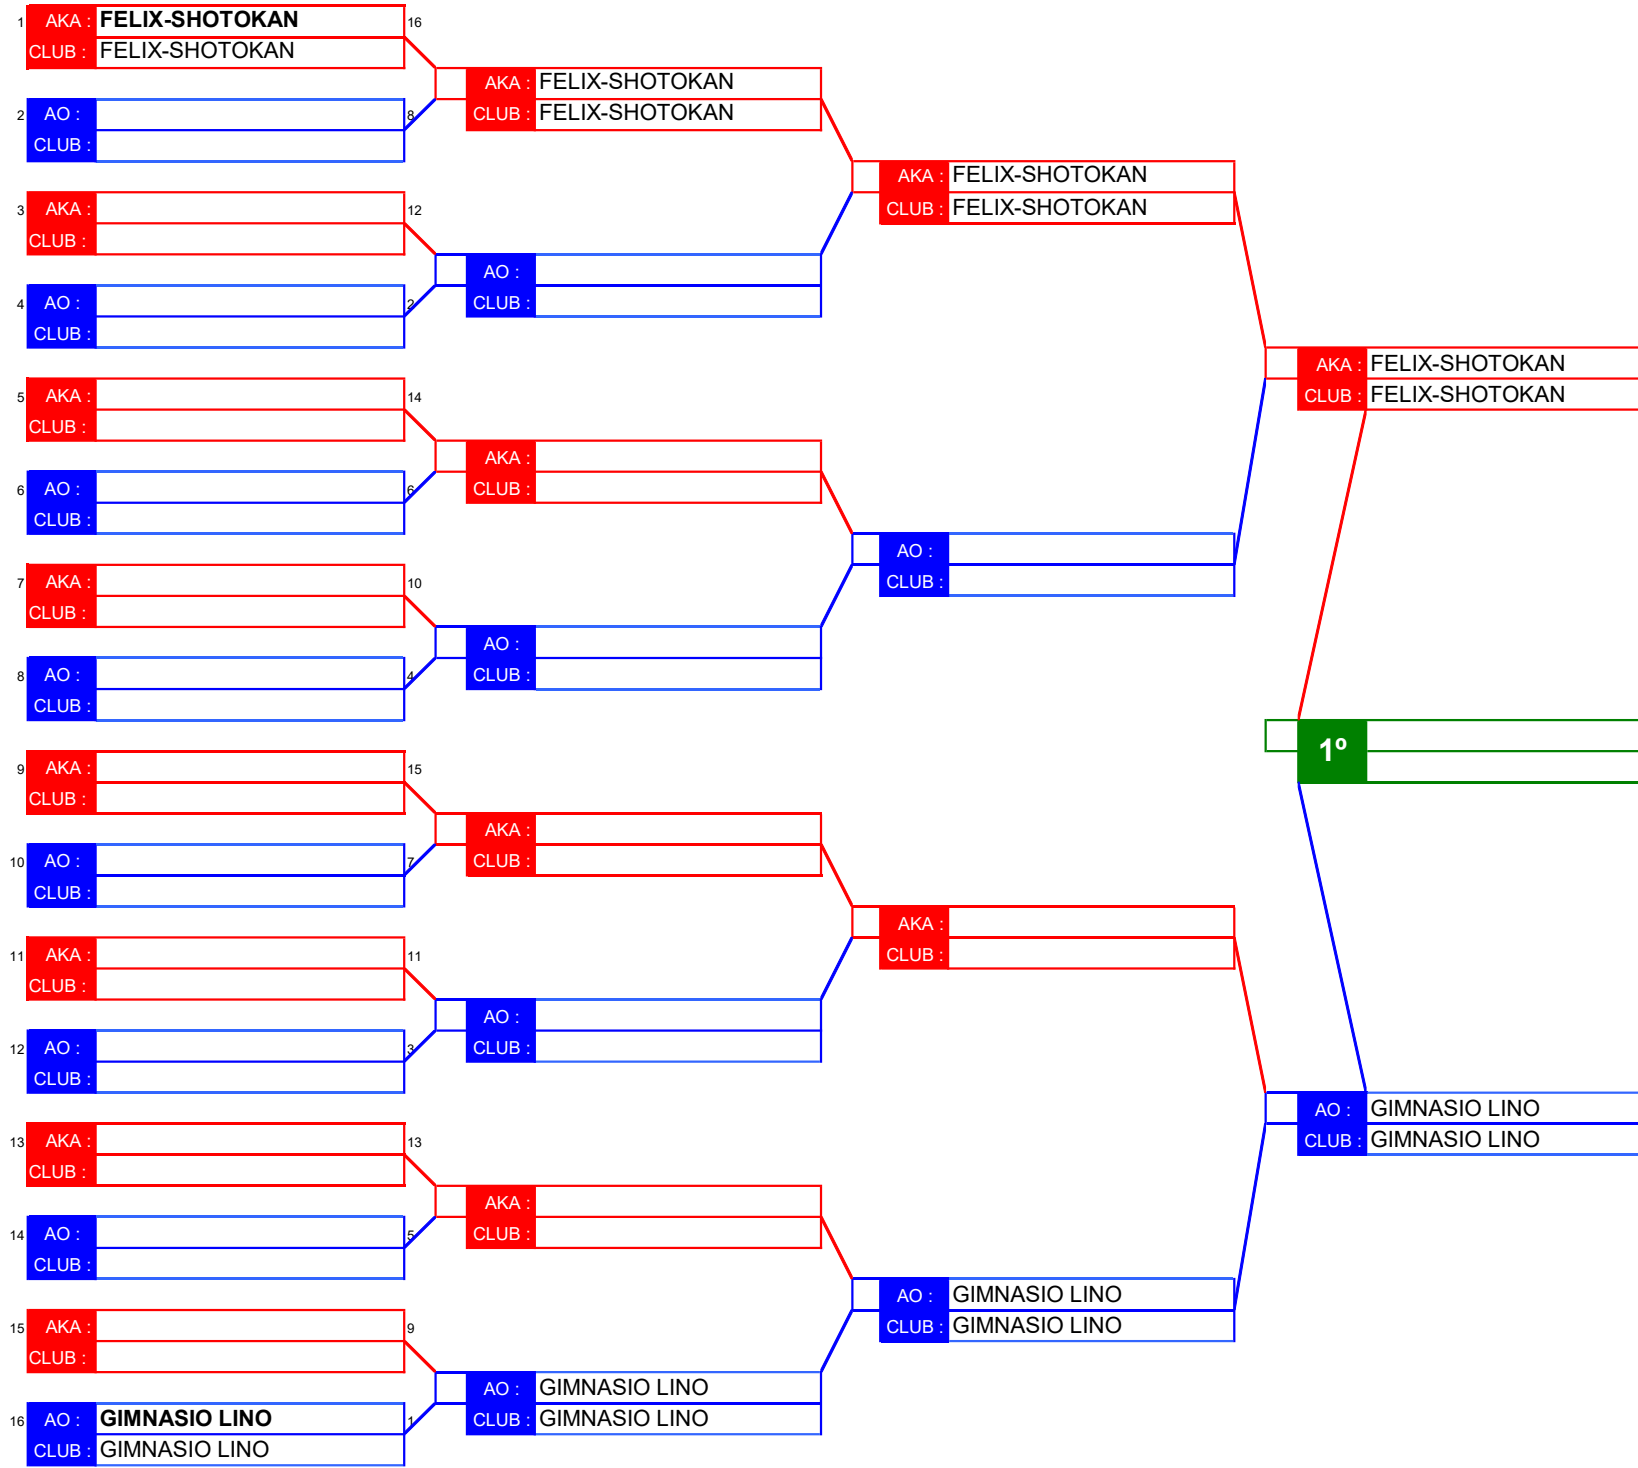 1 AKA : FELIX-SHOTOKAN 16
CLUB : FELIX-SHOTOKAN
AKA : FELIX-SHOTOKAN
CLUB : FELIX-SHOTOKAN
2 AO : 8
CLUB :
AKA : FELIX-SHOTOKAN
CLUB : FELIX-SHOTOKAN
3 AKA : 12
CLUB :
AO :
CLUB :
4 AO : 2
CLUB :
AKA : FELIX-SHOTOKAN
CLUB : FELIX-SHOTOKAN
5 AKA : 14
CLUB :
AKA :
CLUB :
6 AO : 6
CLUB :
AO :
CLUB :
7 AKA : 10
CLUB :
AO :
CLUB :
8 AO : 4
CLUB :
1º
9 AKA : 15
CLUB :
AKA :
CLUB :
10 AO : 7
CLUB :
AKA :
CLUB :
11 AKA : 11
CLUB :
AO :
CLUB :
12 AO : 3
CLUB :
AO : GIMNASIO LINO
CLUB : GIMNASIO LINO
13 AKA : 13
CLUB :
AKA :
CLUB :
14 AO : 5
CLUB :
AO : GIMNASIO LINO
CLUB : GIMNASIO LINO
15 AKA : 9
CLUB :
AO : GIMNASIO LINO
CLUB : GIMNASIO LINO
16 AO : GIMNASIO LINO 1
CLUB : GIMNASIO LINO